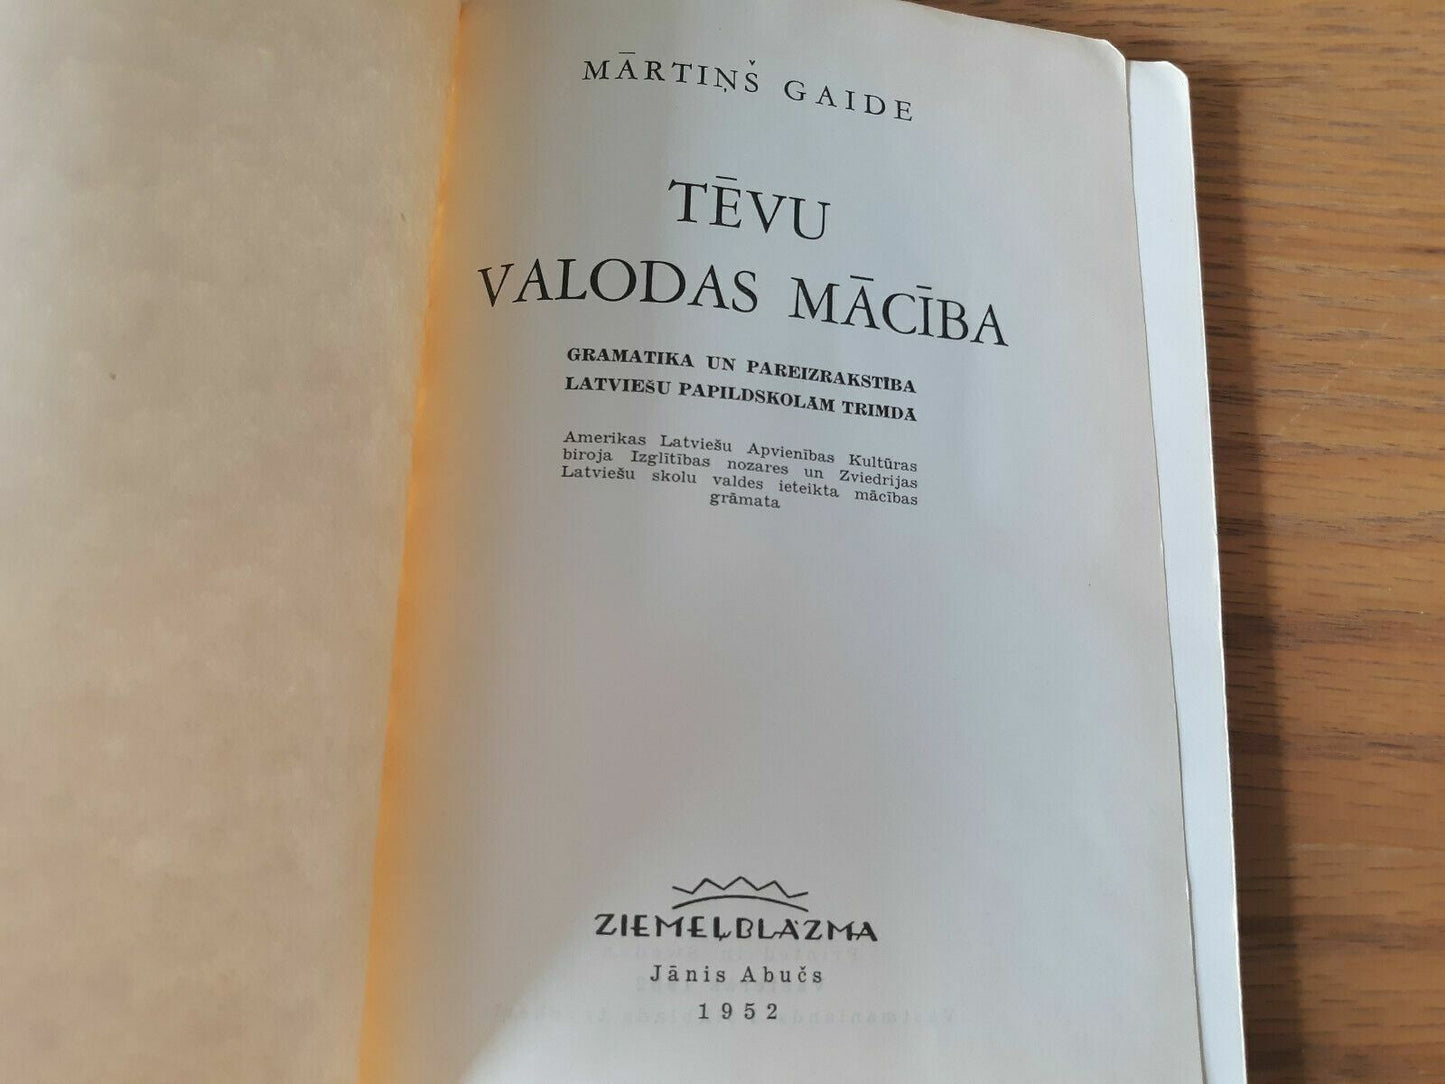 MĀRTIŅŠ GAIDE
TĒVU
VALODAS MĀCĪBA
GRAMATIKA UN PAREIZRAKSTĪBA
LATVIEŠU PAPILDSKOLĀM TRIMDĀ
Amerikas Latviešu Apvienības Kultūras
biroja Izglītības nozares un Zviedrijas
Latviešu skolu valdes ieteikta mācības
grāmata
ZIEMEĻBLĀZMA
Jānis Abučs
1952